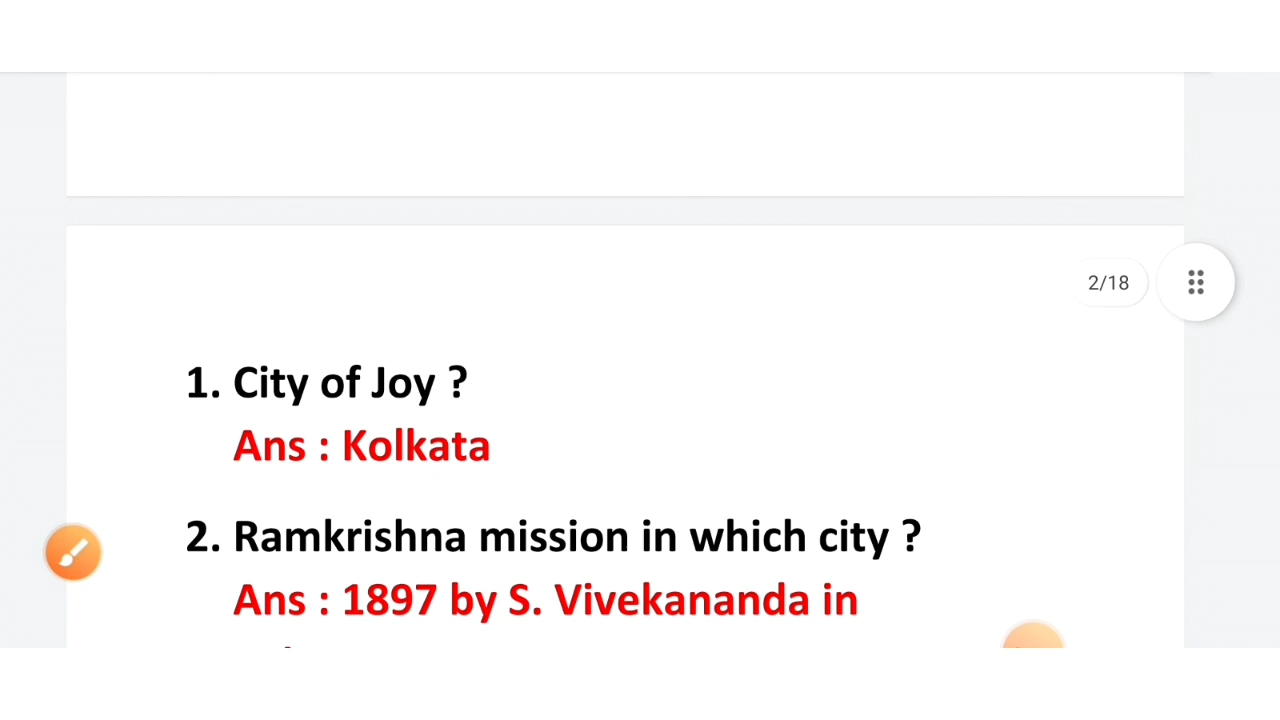 2/18
1. City of Joy ?
Ans : Kolkata
2. Ramkrishna mission in which city ?
Ans : 1897 by S. Vivekananda in